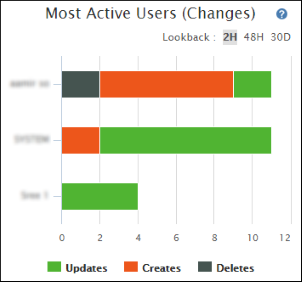 Most Active Users (Changes) ?
Lookback : 2H 48H 30D
SYSTEM
0 2 4 6 8 10 12
Updates Creates Deletes